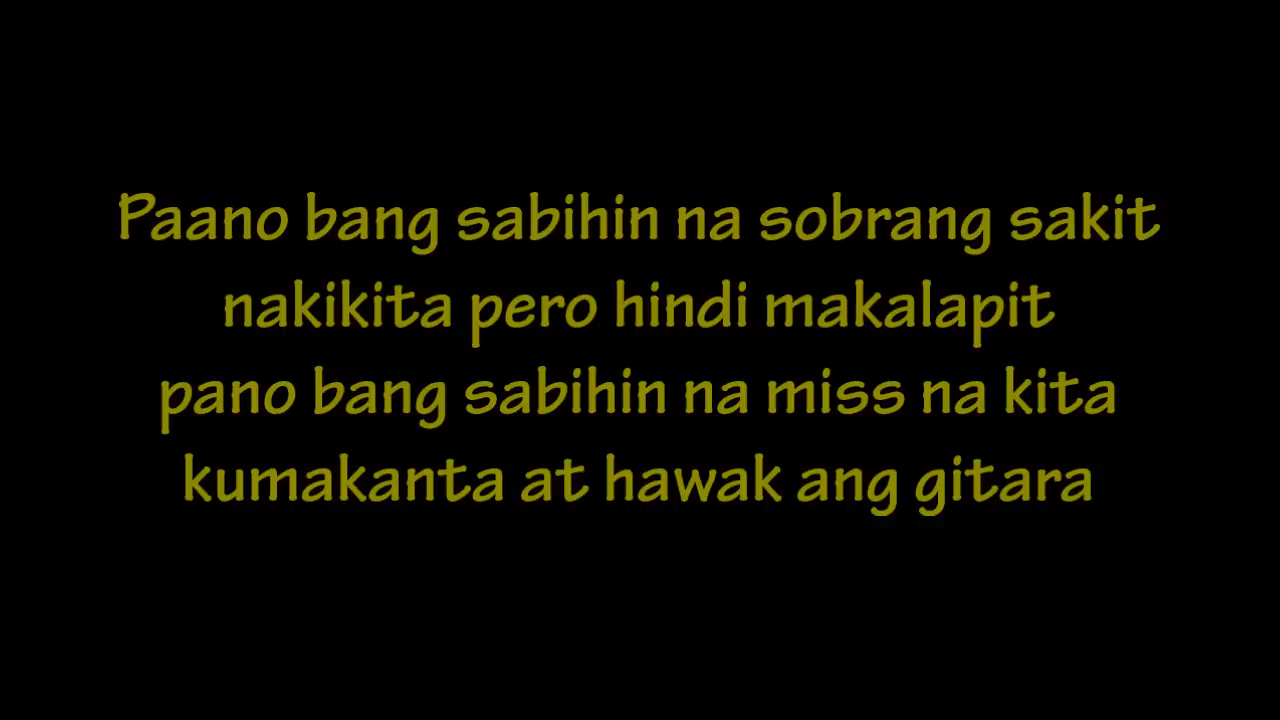 Paano bang sabihin na sobrang sakit
nakikita pero hindi makalapit
pano bang sabihin na miss na kita
kumakanta at hawak ang gitara